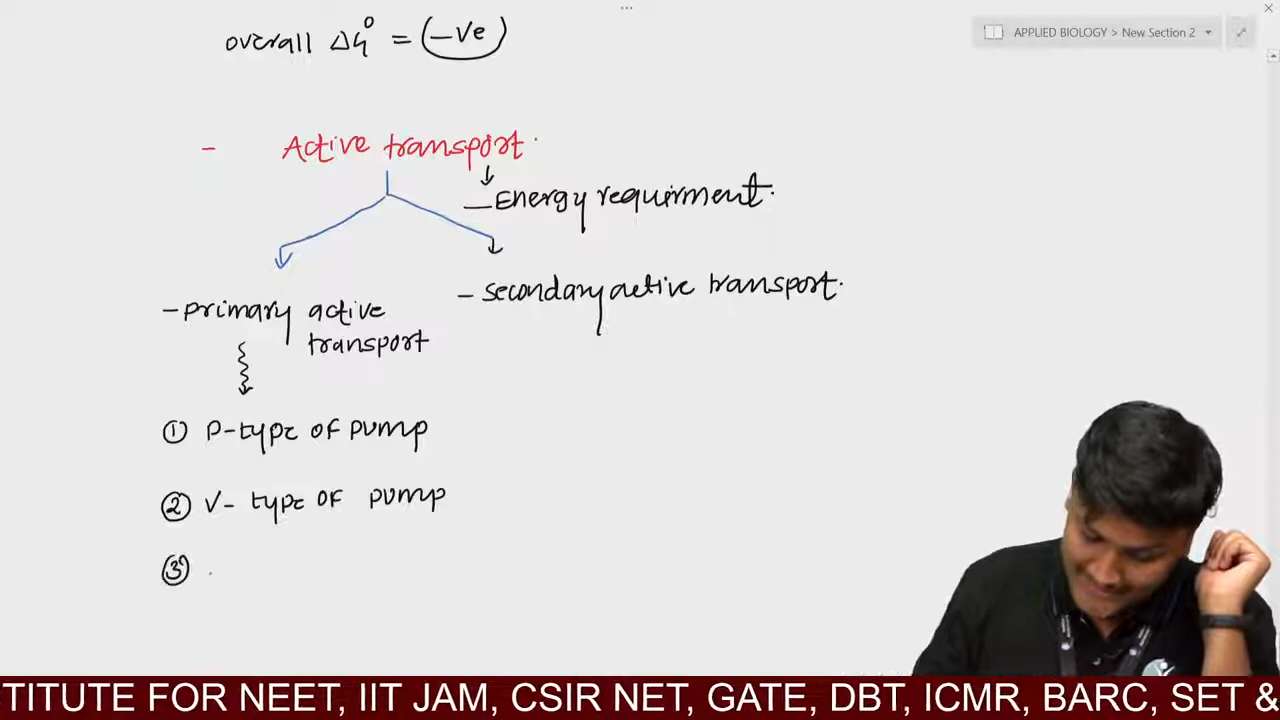 overall ΔG° = (-ve)
APPLIED BIOLOGY > New Section 2
- Active transport.
- Energy requirment.
- primary active
transport
- secondary active transport.
① P-type of pump
② V-type of pump
③
TITUTE FOR NEET, IIT JAM, CSIR NET, GATE, DBT, ICMR, BARC, SET &